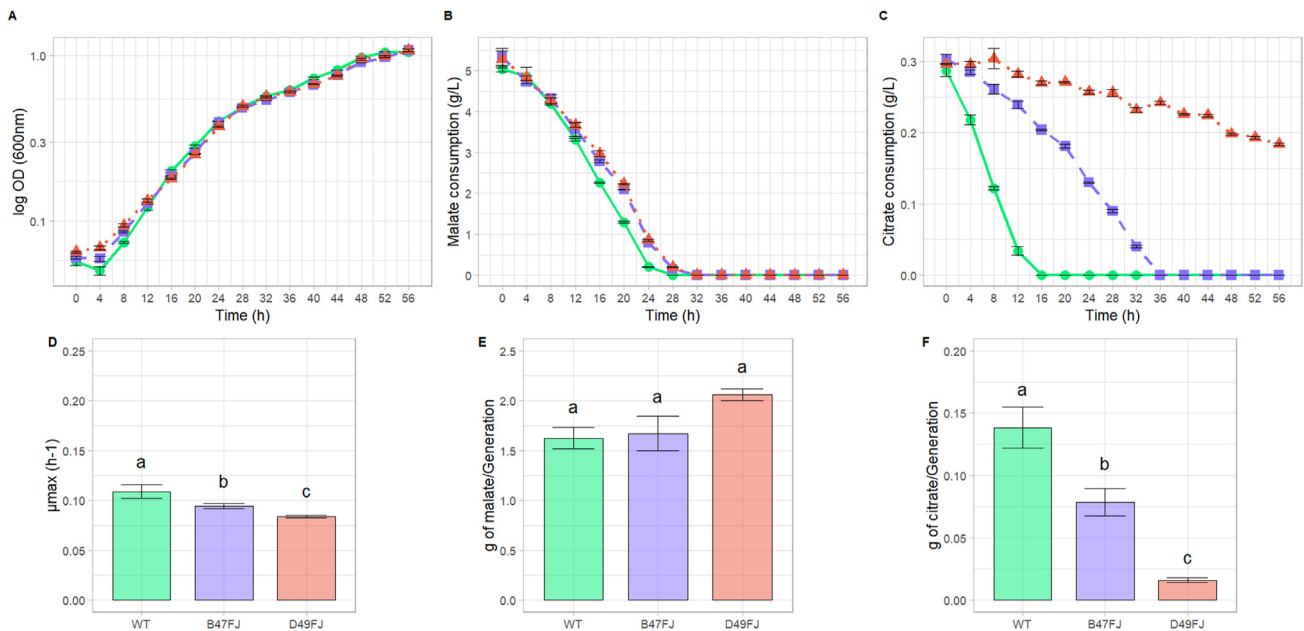 A
log OD (600nm)
1.0
0.3
0.1
0 4 8 12 16 20 24 28 32 36 40 44 48 52 56
Time (h)
B
Malate consumption (g/L)
5
4
3
2
1
0
0 4 8 12 16 20 24 28 32 36 40 44 48 52 56
Time (h)
C
Citrate consumption (g/L)
0.3
0.2
0.1
0.0
0 4 8 12 16 20 24 28 32 36 40 44 48 52 56
Time (h)
D
µmax (h-1)
0.25
0.20
0.15
0.10
0.05
0.00
a
b
c
WT B47FJ D49FJ
E
g of malate/Generation
2.5
2.0
1.5
1.0
0.5
0.0
a
a
a
WT B47FJ D49FJ
F
g of citrate/Generation
0.20
0.15
0.10
0.05
0.00
a
b
c
WT B47FJ D49FJ